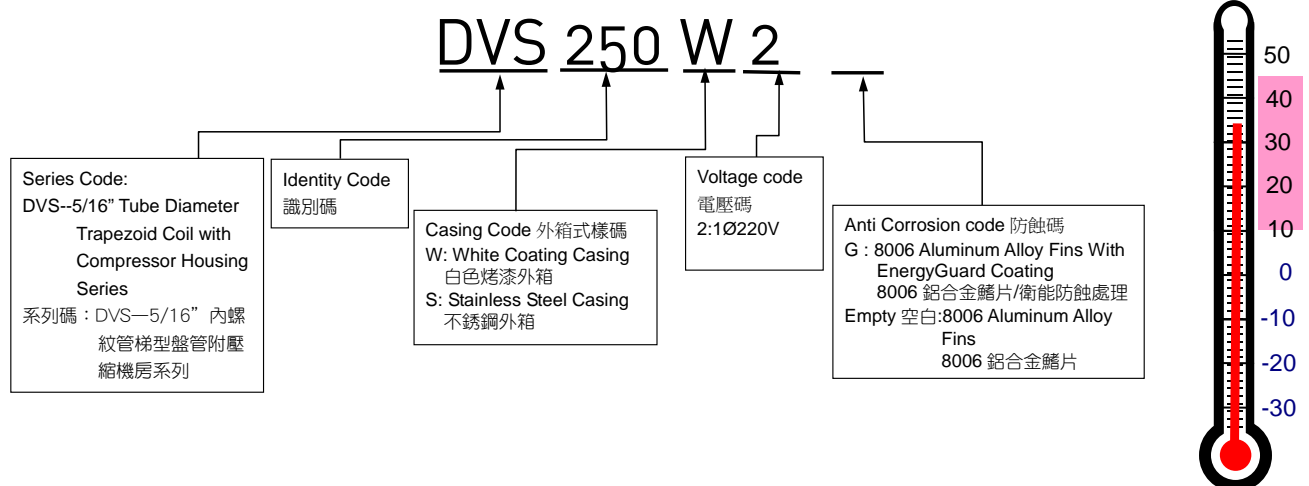 DVS 250 W 2
Series Code:
DVS--5/16” Tube Diameter
Trapezoid Coil with
Compressor Housing
Series
系列碼：DVS—5/16” 內螺
紋管梯型盤管附壓
縮機房系列
Identity Code
識別碼
Casing Code 外箱式樣碼
W: White Coating Casing
白色烤漆外箱
S: Stainless Steel Casing
不銹鋼外箱
Voltage code
電壓碼
2:1Ø220V
Anti Corrosion code 防蝕碼
G : 8006 Aluminum Alloy Fins With
EnergyGuard Coating
8006 鋁合金鰭片/衛能防蝕處理
Empty 空白:8006 Aluminum Alloy
Fins
8006 鋁合金鰭片
50
40
30
20
10
0
-10
-20
-30